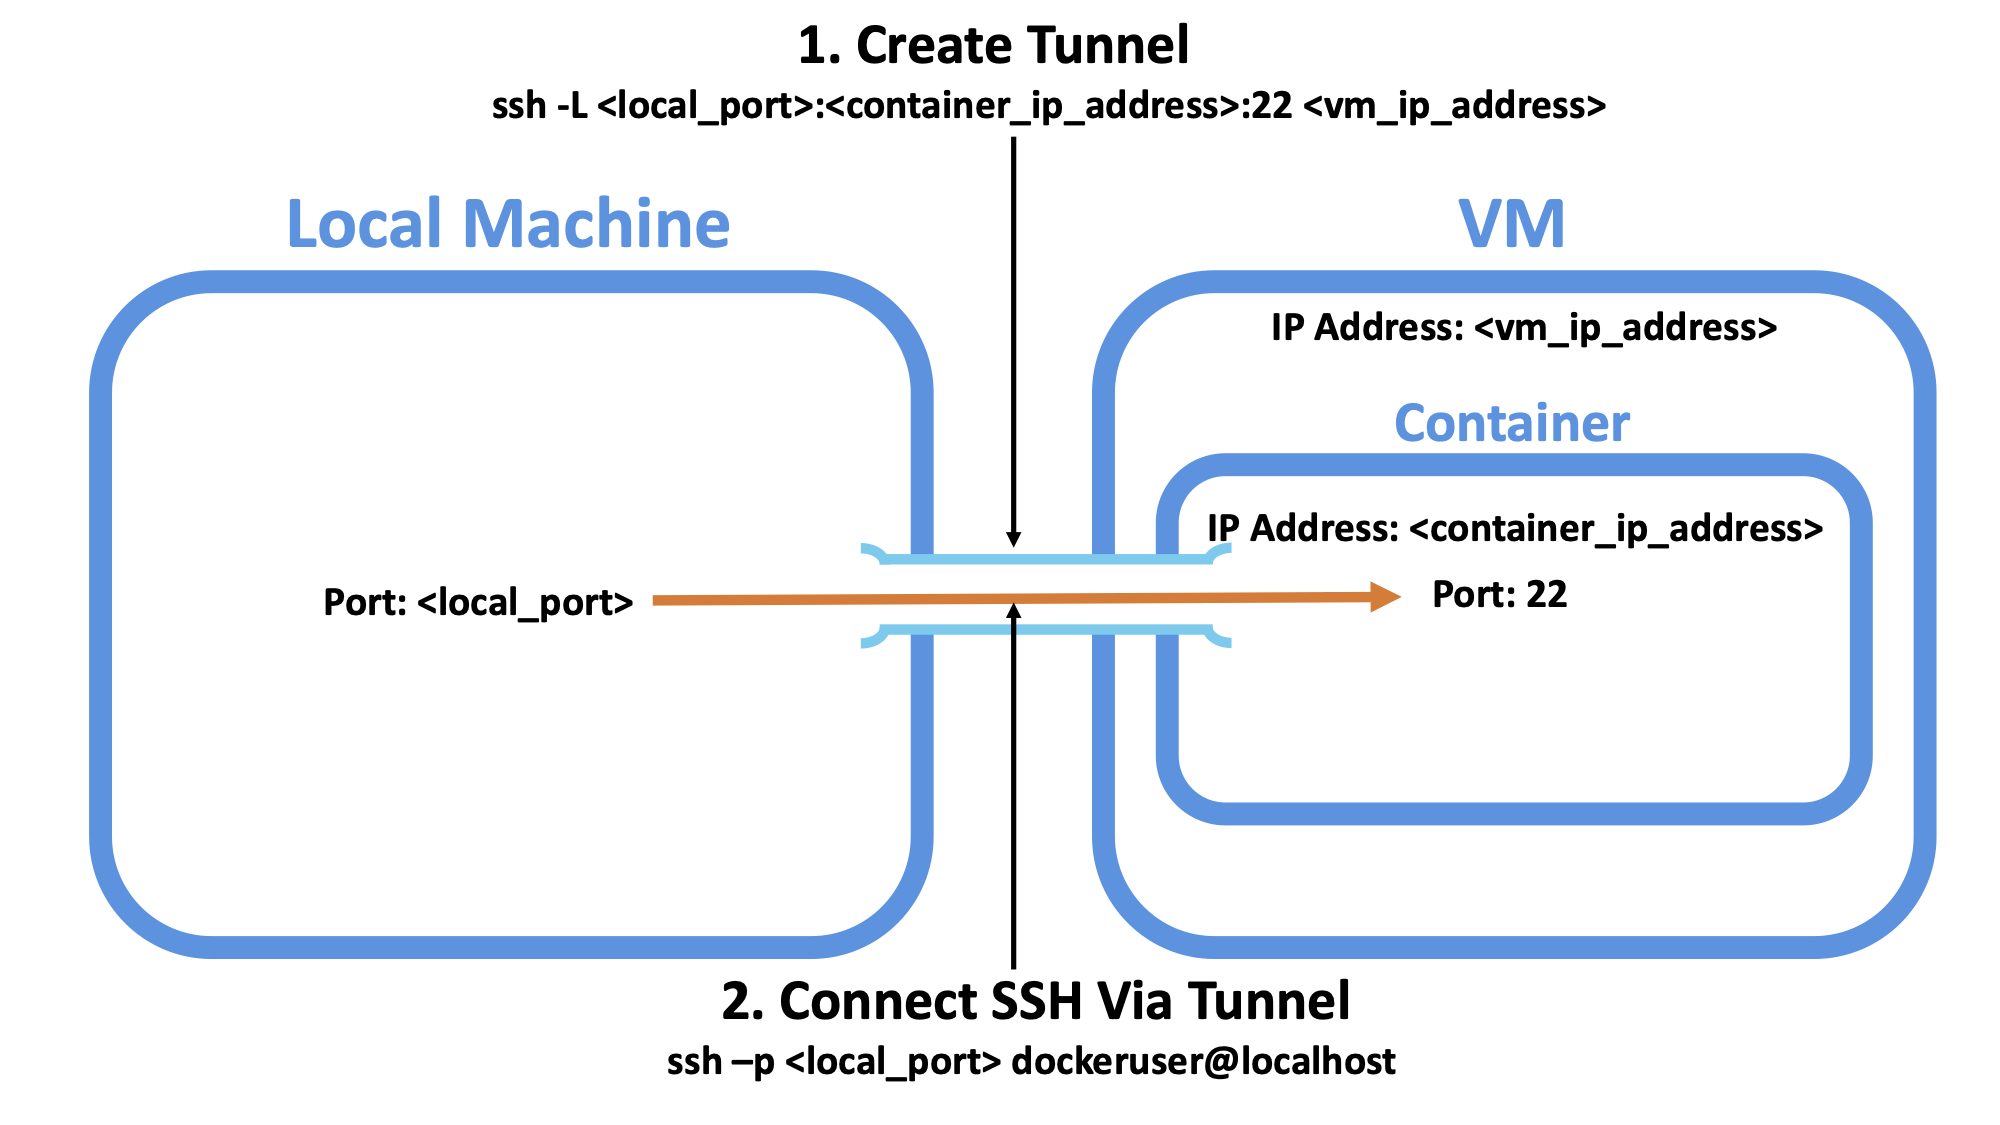 1. Create Tunnel
ssh -L <local_port>:<container_ip_address>:22 <vm_ip_address>
Local Machine
VM
IP Address: <vm_ip_address>
Container
IP Address: <container_ip_address>
Port: <local_port>
Port: 22
2. Connect SSH Via Tunnel
ssh –p <local_port> dockeruser@localhost